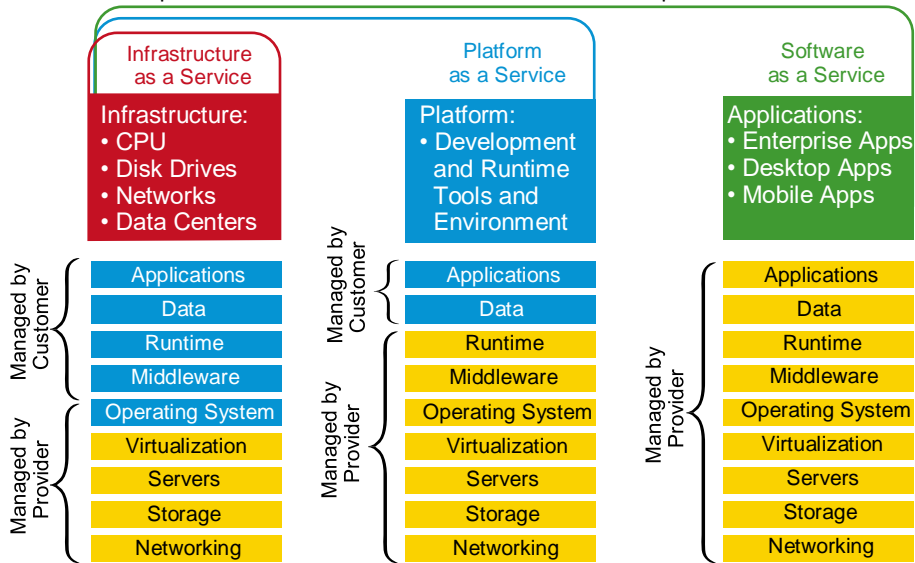 Infrastructure
as a Service
Infrastructure:
• CPU
• Disk Drives
• Networks
• Data Centers
Managed by
Customer
Applications
Data
Runtime
Middleware
Managed by
Provider
Operating System
Virtualization
Servers
Storage
Networking
Platform
as a Service
Platform:
• Development
and Runtime
Tools and
Environment
Managed by
Customer
Applications
Data
Managed by
Provider
Runtime
Middleware
Operating System
Virtualization
Servers
Storage
Networking
Software
as a Service
Applications:
• Enterprise Apps
• Desktop Apps
• Mobile Apps
Managed by
Provider
Applications
Data
Runtime
Middleware
Operating System
Virtualization
Servers
Storage
Networking